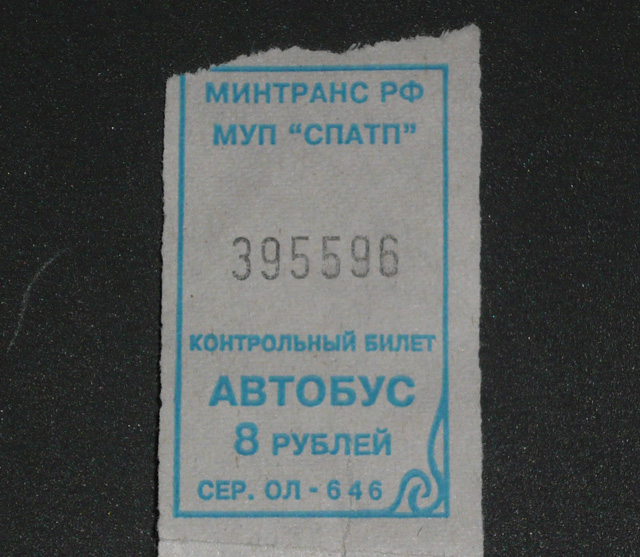 МИНТРАНС РФ
МУП "СПАТП"
395596
КОНТРОЛЬНЫЙ БИЛЕТ
АВТОБУС
8 РУБЛЕЙ
СЕР. ОЛ - 646